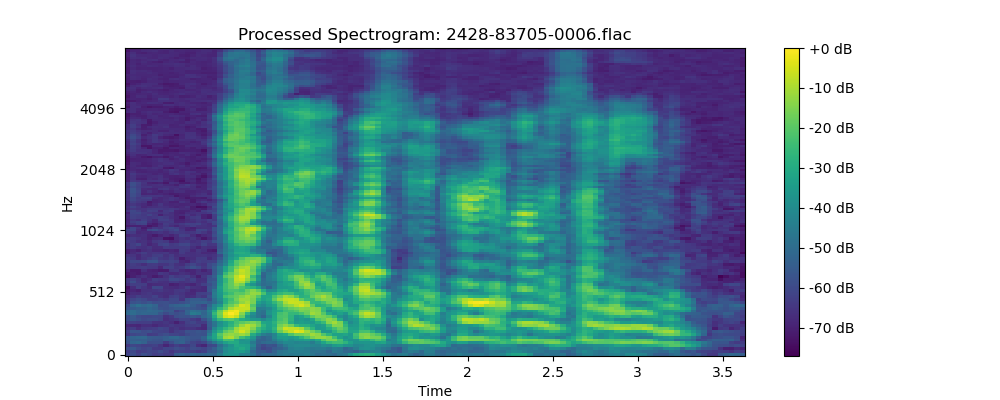 Processed Spectrogram: 2428-83705-0006.flac
Hz
4096
2048
1024
512
0
0 0.5 1 1.5 2 2.5 3 3.5
Time
+0 dB
-10 dB
-20 dB
-30 dB
-40 dB
-50 dB
-60 dB
-70 dB